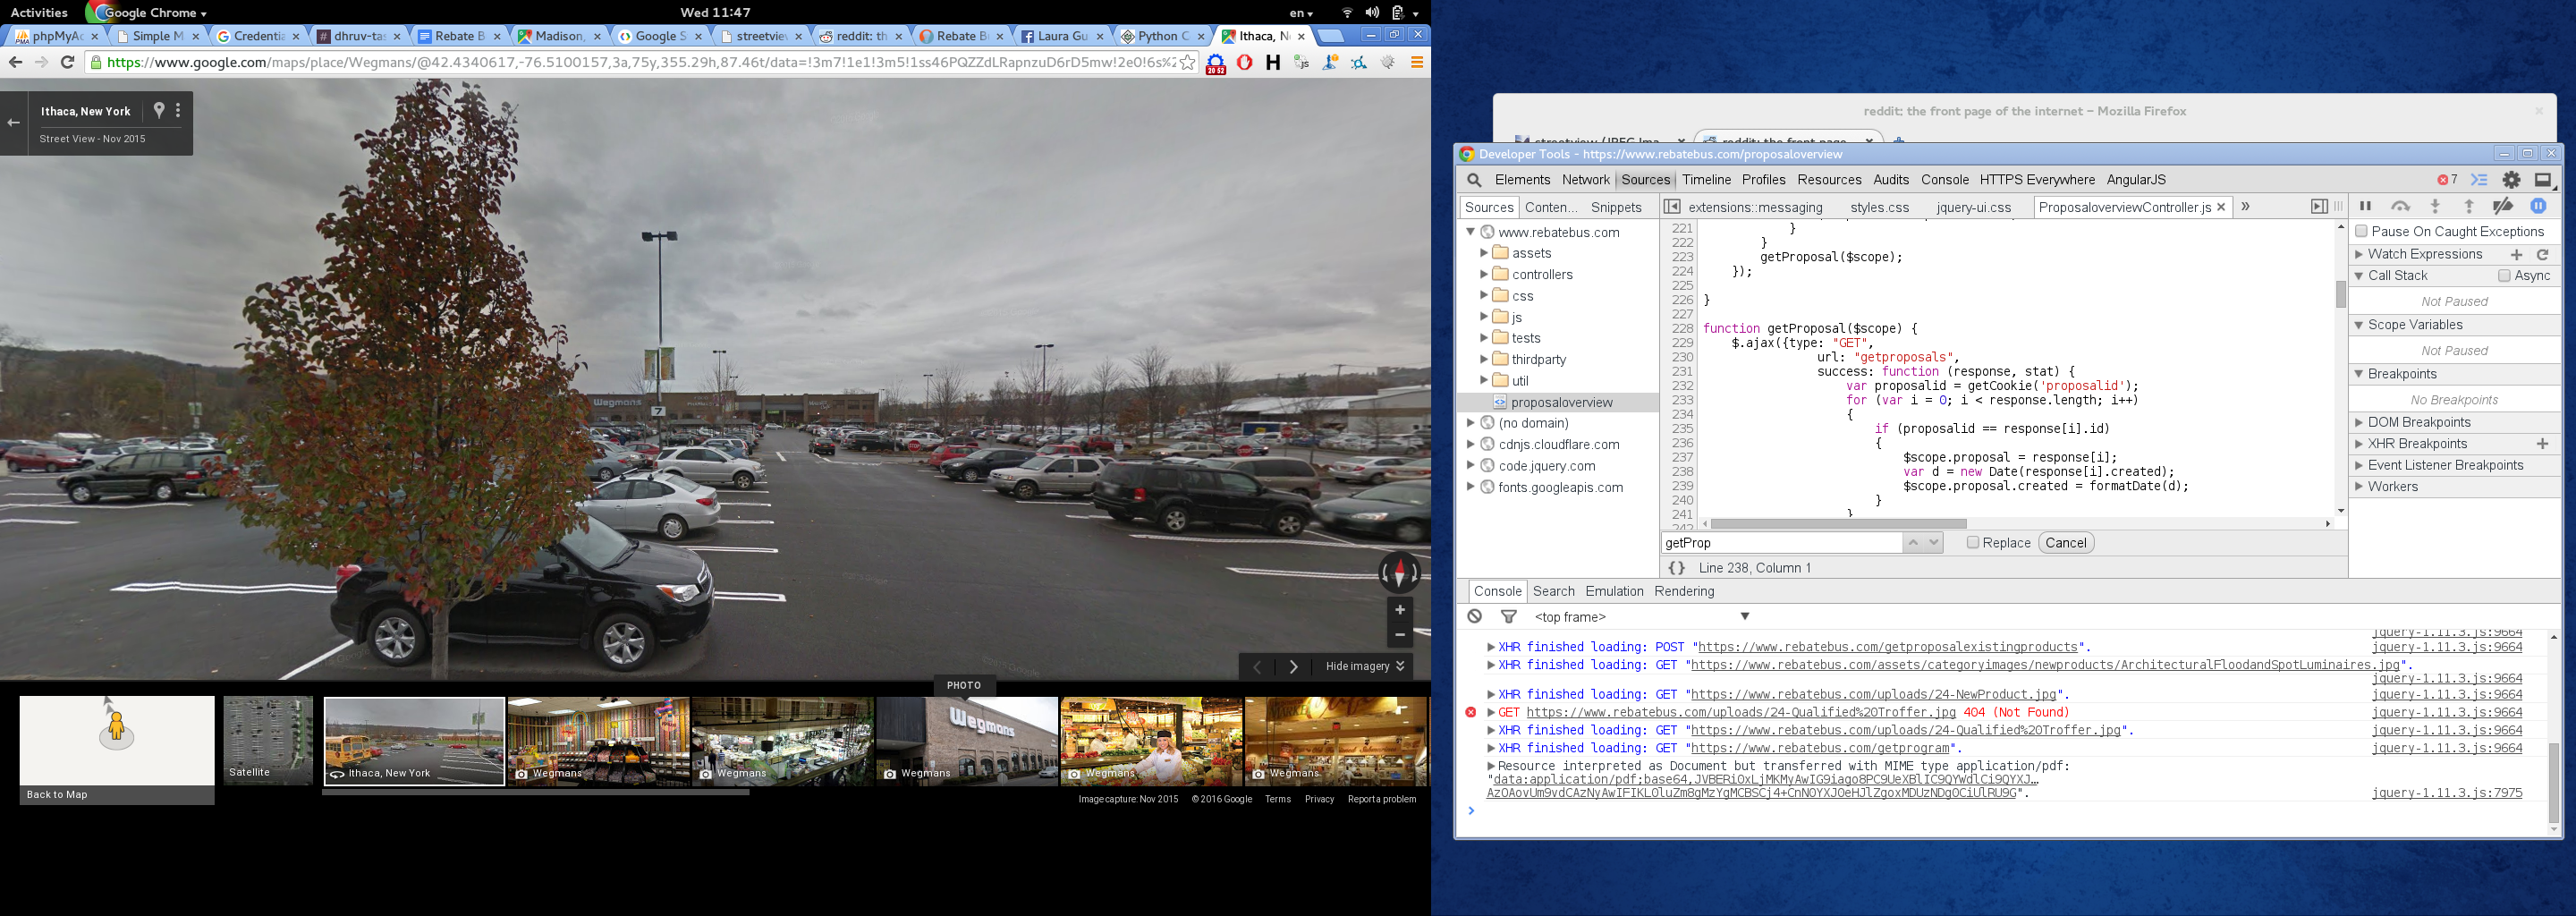 Activities
Google Chrome
Wed 11:47
en
phpMyAc
Simple M
Credentia
dhruv-tas
Rebate B
Madison,
Google S
streetview
reddit: th
Rebate B
Laura Gu
Python C
Ithaca, N
https://www.google.com/maps/place/Wegmans/@42.4340617,-76.5100157,3a,75y,355.29h,87.46t/data=!3m7!1e1!3m5!1ss46PQZZdLRapnzuD6rD5mw!2e0!6s%2
20 52
Ithaca, New York
Street View - Nov 2015
Wegmans
7
Hide imagery
PHOTO
Back to Map
Satellite
Ithaca, New York
Wegmans
Wegmans
Wegmans
Wegmans
Wegmans
Wegmans
Image capture: Nov 2015 © 2016 Google Terms Privacy Report a problem
reddit: the front page of the internet – Mozilla Firefox
streetview (JPEG Ima
reddit: the front page
Developer Tools - https://www.rebatebus.com/proposaloverview
Elements Network Sources Timeline Profiles Resources Audits Console HTTPS Everywhere AngularJS
7
Sources Conten... Snippets
extensions::messaging styles.css jquery-ui.css ProposaloverviewController.js
www.rebatebus.com
assets
controllers
css
js
tests
thirdparty
util
proposaloverview
(no domain)
cdnjs.cloudflare.com
code.jquery.com
fonts.googleapis.com
221 }
222 }
223 getProposal($scope);
224 });
225
226 }
227
228 function getProposal($scope) {
229 $.ajax({type: "GET",
230 url: "getproposals",
231 success: function (response, stat) {
232 var proposalid = getCookie('proposalid');
233 for (var i = 0; i < response.length; i++)
234 {
235 if (proposalid == response[i].id)
236 {
237 $scope.proposal = response[i];
238 var d = new Date(response[i].created);
239 $scope.proposal.created = formatDate(d);
240 }
241 }
242
getProp
Replace
Cancel
{} Line 238, Column 1
Pause On Caught Exceptions
Watch Expressions
Call Stack
Async
Not Paused
Scope Variables
Not Paused
Breakpoints
No Breakpoints
DOM Breakpoints
XHR Breakpoints
Event Listener Breakpoints
Workers
Console Search Emulation Rendering
<top frame>
jquery-1.11.3.js:9664
XHR finished loading: POST "https://www.rebatebus.com/getproposalexistingproducts". jquery-1.11.3.js:9664
XHR finished loading: GET "https://www.rebatebus.com/assets/categoryimages/newproducts/ArchitecturalFloodandSpotLuminaires.jpg".
jquery-1.11.3.js:9664
XHR finished loading: GET "https://www.rebatebus.com/uploads/24-NewProduct.jpg". jquery-1.11.3.js:9664
GET https://www.rebatebus.com/uploads/24-Qualified%20Troffer.jpg 404 (Not Found) jquery-1.11.3.js:9664
XHR finished loading: GET "https://www.rebatebus.com/uploads/24-Qualified%20Troffer.jpg". jquery-1.11.3.js:9664
XHR finished loading: GET "https://www.rebatebus.com/getprogram". jquery-1.11.3.js:9664
Resource interpreted as Document but transferred with MIME type application/pdf:
"data:application/pdf;base64,JVBERi0xLjMKMyAwIG9iago8PC9UeXBlIC9QYWdlCi9QYXJ…
AzOAovUm9vdCAzNyAwIFIKL0luZm8gMzYgMCBSCj4+CnN0YXJ0eHJlZgoxMDUzNDg0CiUlRU9G". jquery-1.11.3.js:7975